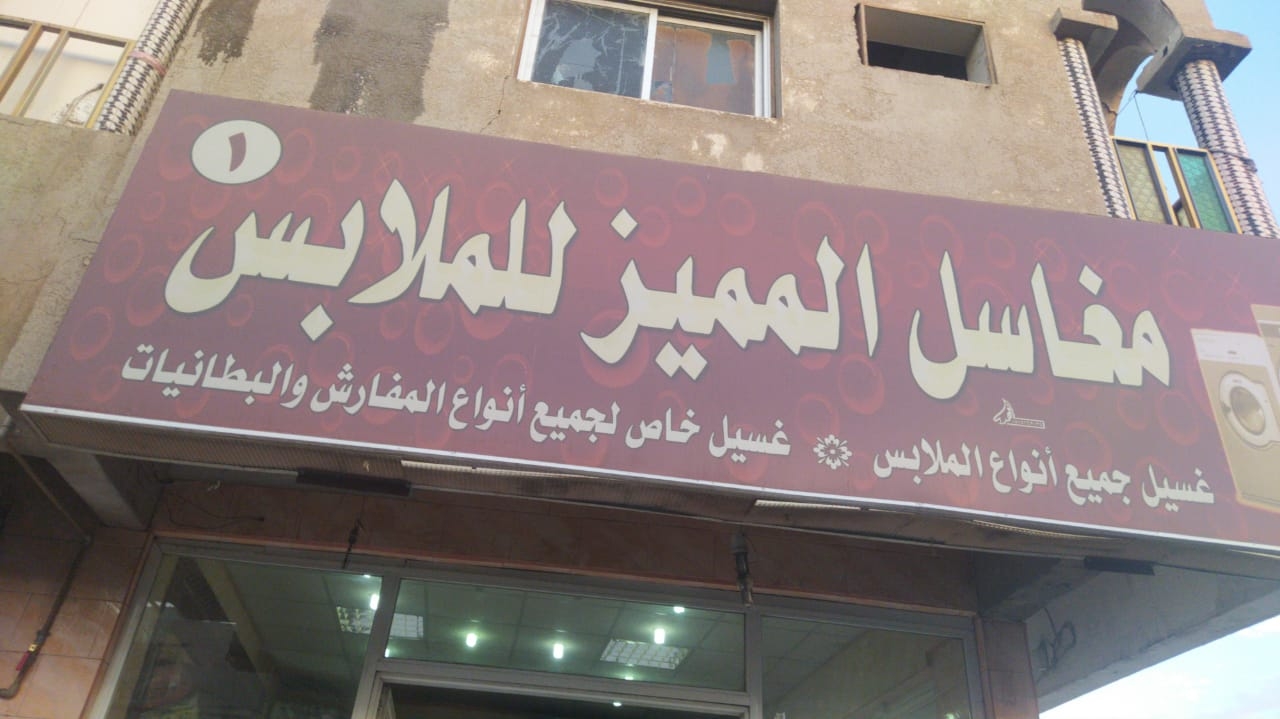 مغاسل المميز للملابس ١
غسيل جميع أنواع الملابس غسيل خاص لجميع أنواع المفارش والبطانيات